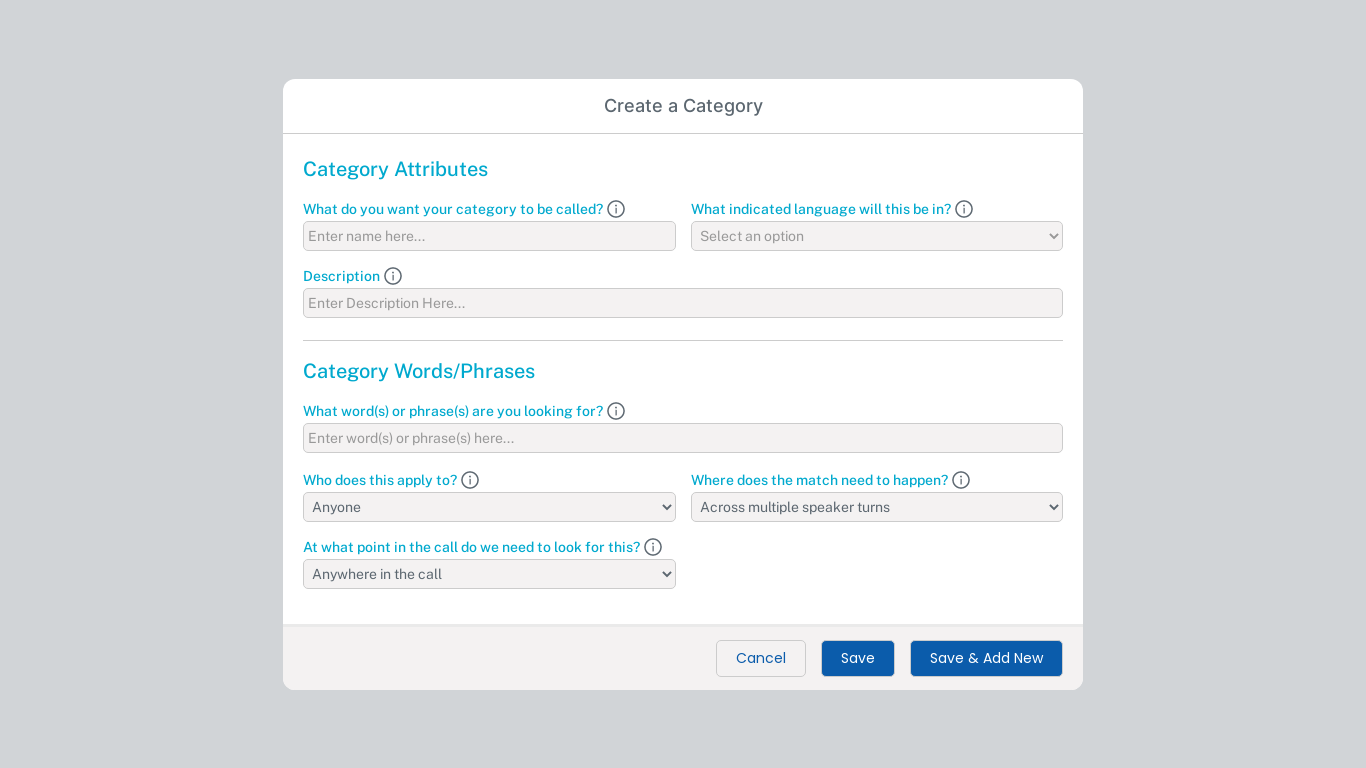 Create a Category
Category Attributes
What do you want your category to be called?
What indicated language will this be in?
Enter name here...
Select an option
Description
Enter Description Here...
Category Words/Phrases
What word(s) or phrase(s) are you looking for?
Enter word(s) or phrase(s) here...
Who does this apply to?
Where does the match need to happen?
Anyone
Across multiple speaker turns
At what point in the call do we need to look for this?
Anywhere in the call
Cancel
Save
Save & Add New